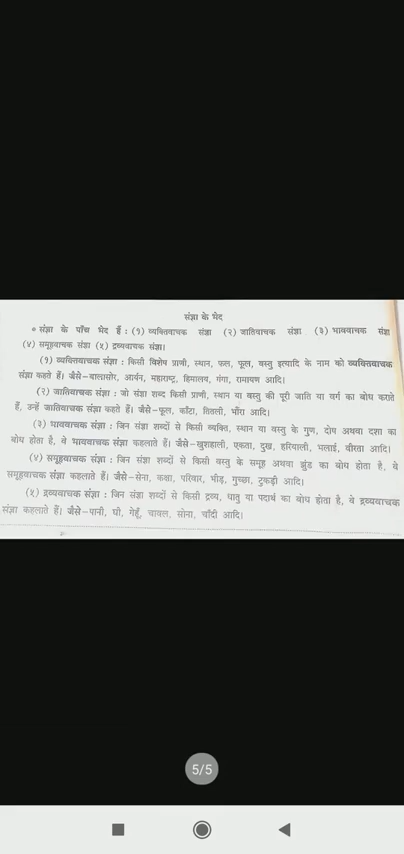 संज्ञा के भेद
* संज्ञा के पाँच भेद हैं : (१) व्यक्तिवाचक संज्ञा (२) जातिवाचक संज्ञा (३) भाववाचक संज्ञा
(४) समूहवाचक संज्ञा (५) द्रव्यवाचक संज्ञा।
(१) व्यक्तिवाचक संज्ञा : किसी विशेष प्राणी, स्थान, फल, फूल, वस्तु इत्यादि के नाम को व्यक्तिवाचक
संज्ञा कहते हैं। जैसे–बालासोर, आर्यन, महाराष्ट्र, हिमालय, गंगा, रामायण आदि।
(२) जातिवाचक संज्ञा : जो संज्ञा शब्द किसी प्राणी, स्थान या वस्तु की पूरी जाति या वर्ग का बोध कराते
हैं, उन्हें जातिवाचक संज्ञा कहते हैं। जैसे–फूल, काँटा, तितली, भौंरा आदि।
(३) भाववाचक संज्ञा : जिन संज्ञा शब्दों से किसी व्यक्ति, स्थान या वस्तु के गुण, दोष अथवा दशा का
बोध होता है, वे भाववाचक संज्ञा कहलाते हैं। जैसे–खुशहाली, एकता, दुख, हरियाली, भलाई, वीरता आदि।
(४) समूहवाचक संज्ञा : जिन संज्ञा शब्दों से किसी वस्तु के समूह अथवा झुंड का बोध होता है, वे
समूहवाचक संज्ञा कहलाते हैं। जैसे–सेना, कक्षा, परिवार, भीड़, गुच्छा, टुकड़ी आदि।
(५) द्रव्यवाचक संज्ञा : जिन संज्ञा शब्दों से किसी द्रव्य, धातु या पदार्थ का बोध होता है, वे द्रव्यवाचक
संज्ञा कहलाते हैं। जैसे–पानी, घी, गेहूँ, चावल, सोना, चाँदी आदि।
5/5